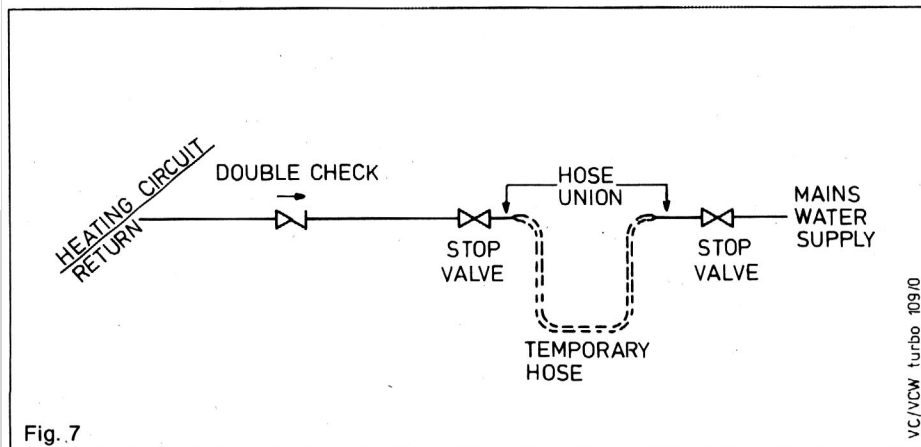 HEATING CIRCUIT
RETURN
DOUBLE CHECK
STOP
VALVE
HOSE
UNION
TEMPORARY
HOSE
STOP
VALVE
MAINS
WATER
SUPPLY
VC/VCW turbo 109/0
Fig. 7